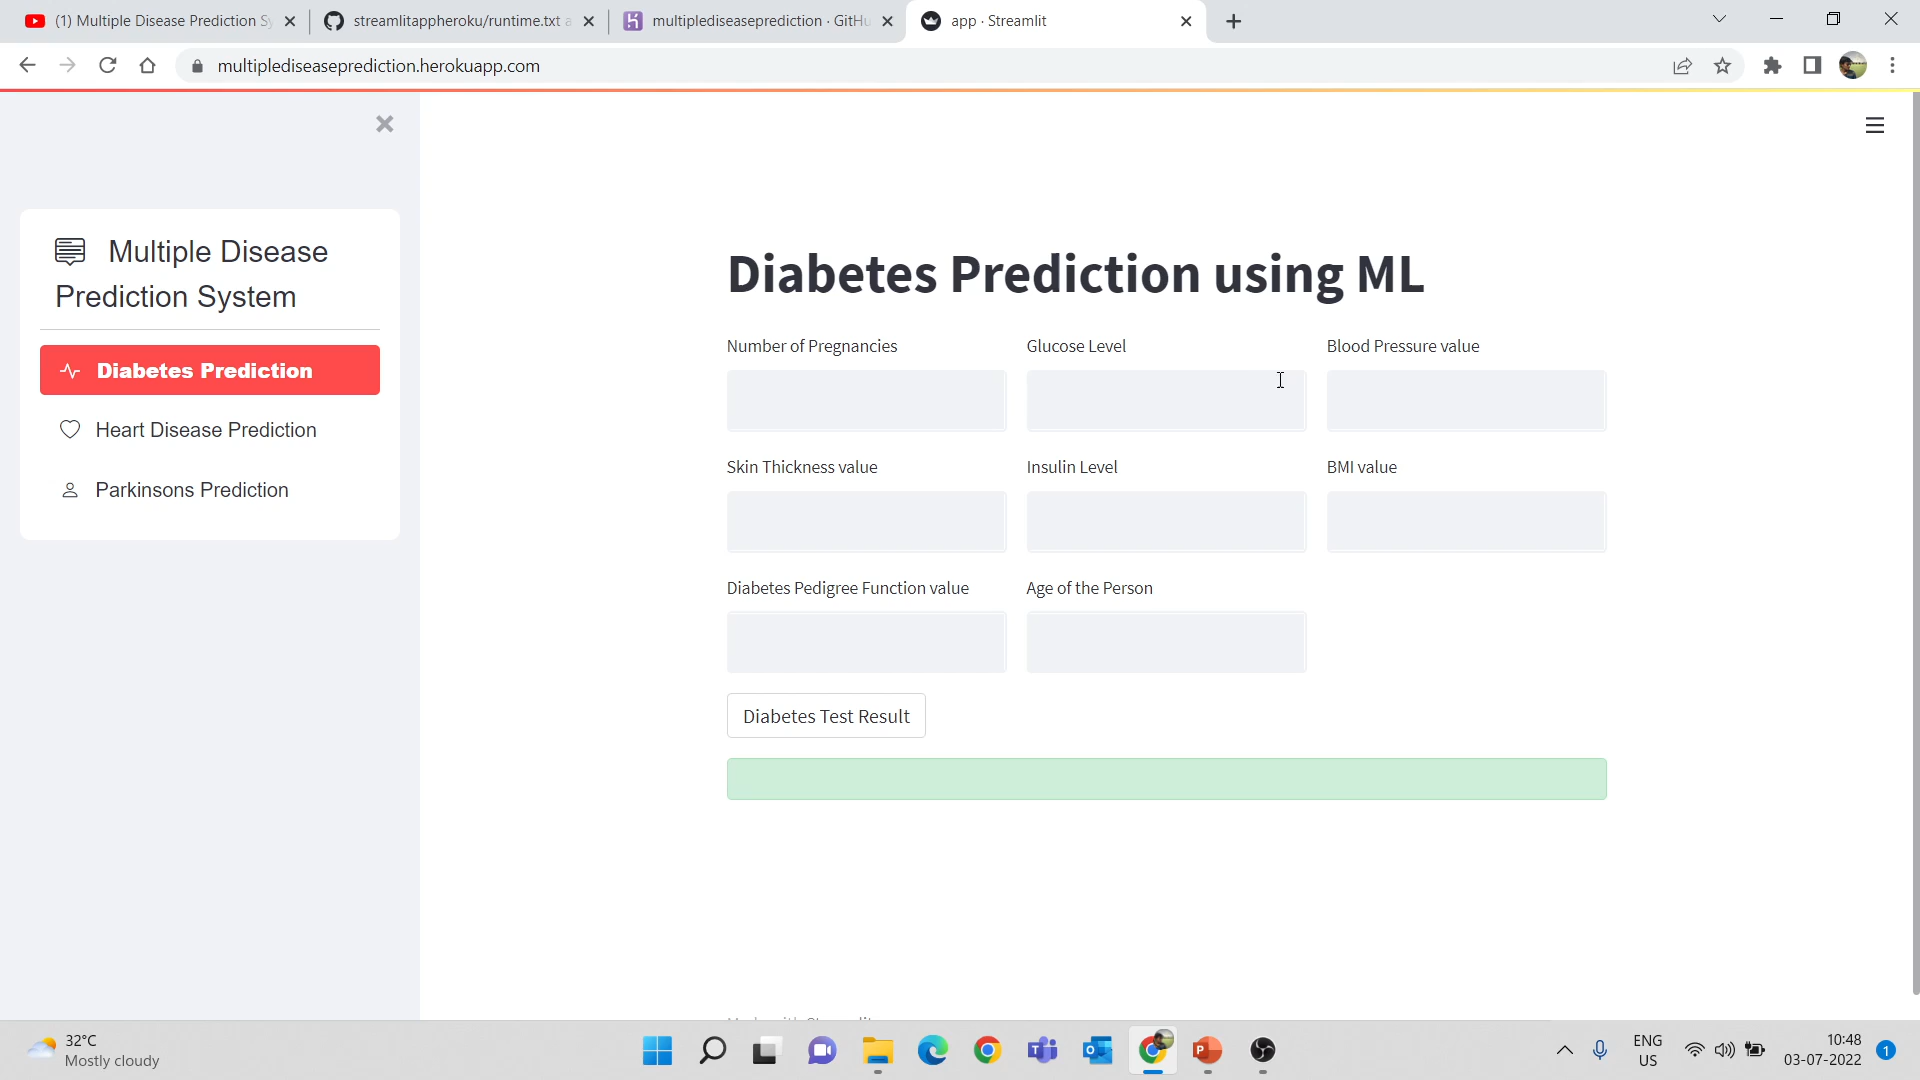 (1) Multiple Disease Prediction Sy
streamlitappheroku/runtime.txt a
multiplediseaseprediction · GitHu
app · Streamlit
multiplediseaseprediction.herokuapp.com
Multiple Disease
Prediction System
Diabetes Prediction
Heart Disease Prediction
Parkinsons Prediction
Diabetes Prediction using ML
Number of Pregnancies
Glucose Level
Blood Pressure value
Skin Thickness value
Insulin Level
BMI value
Diabetes Pedigree Function value
Age of the Person
Diabetes Test Result
32°C
Mostly cloudy
ENG
US
10:48
03-07-2022
1